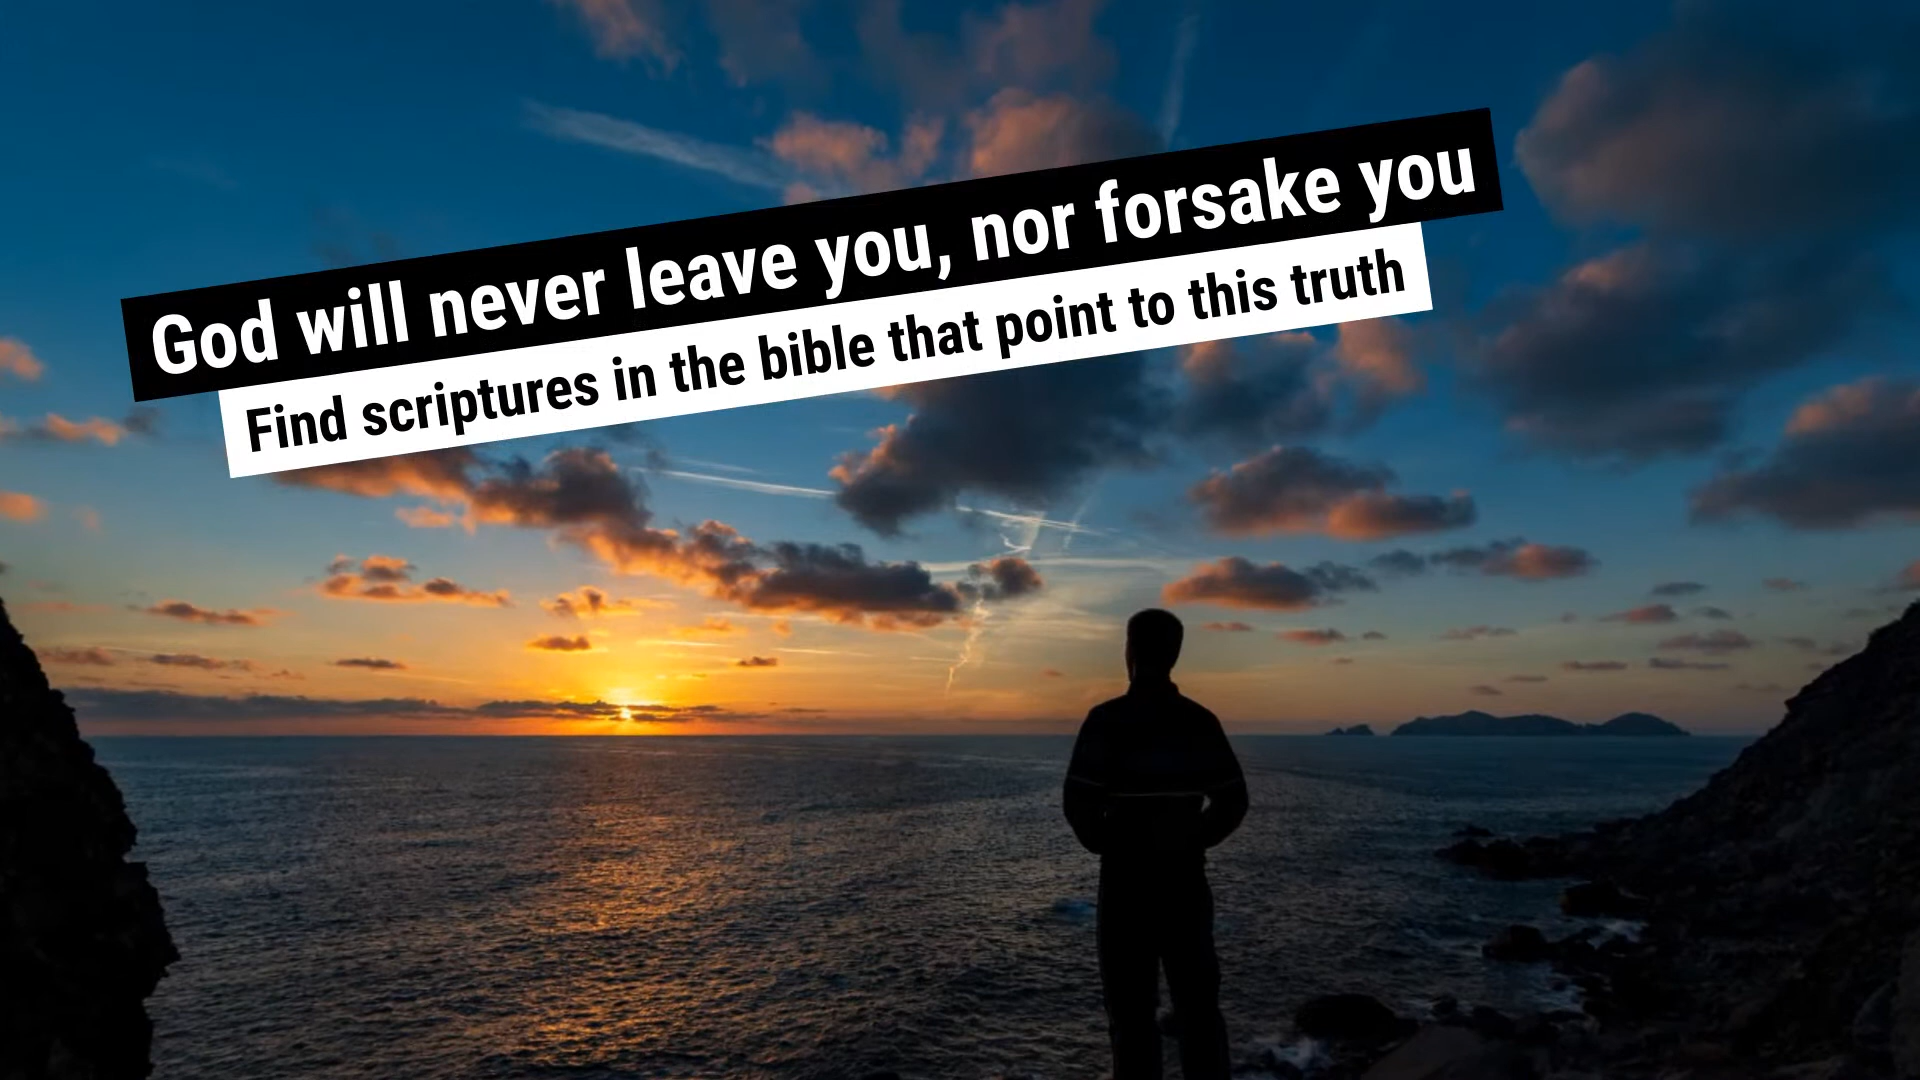 God will never leave you, nor forsake you
Find scriptures in the bible that point to this truth